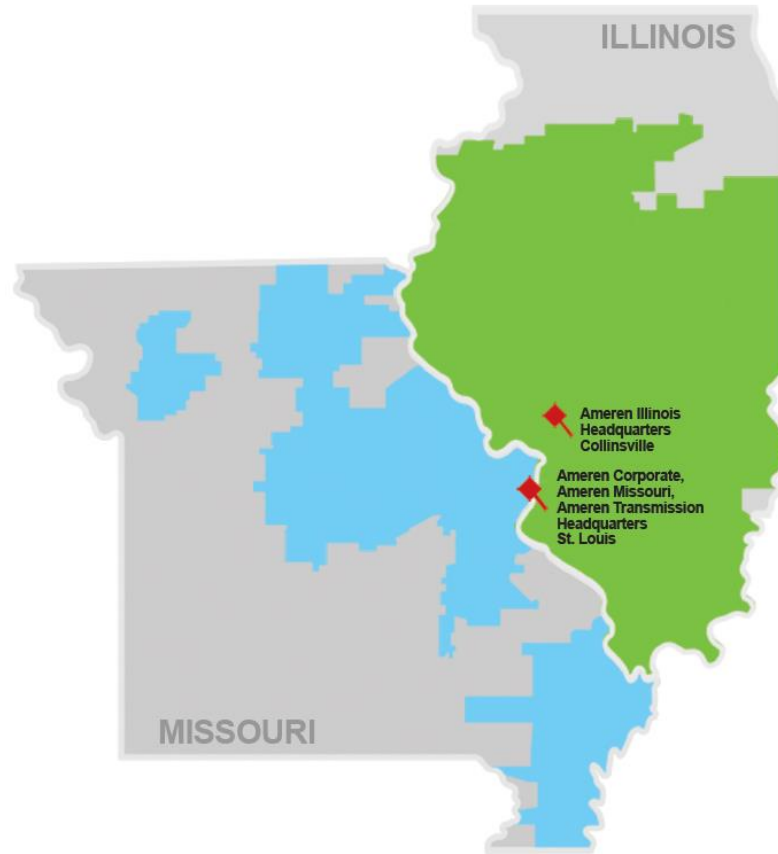 ILLINOIS
Ameren Illinois
Headquarters
Collinsville
Ameren Corporate,
Ameren Missouri,
Ameren Transmission
Headquarters
St. Louis
MISSOURI